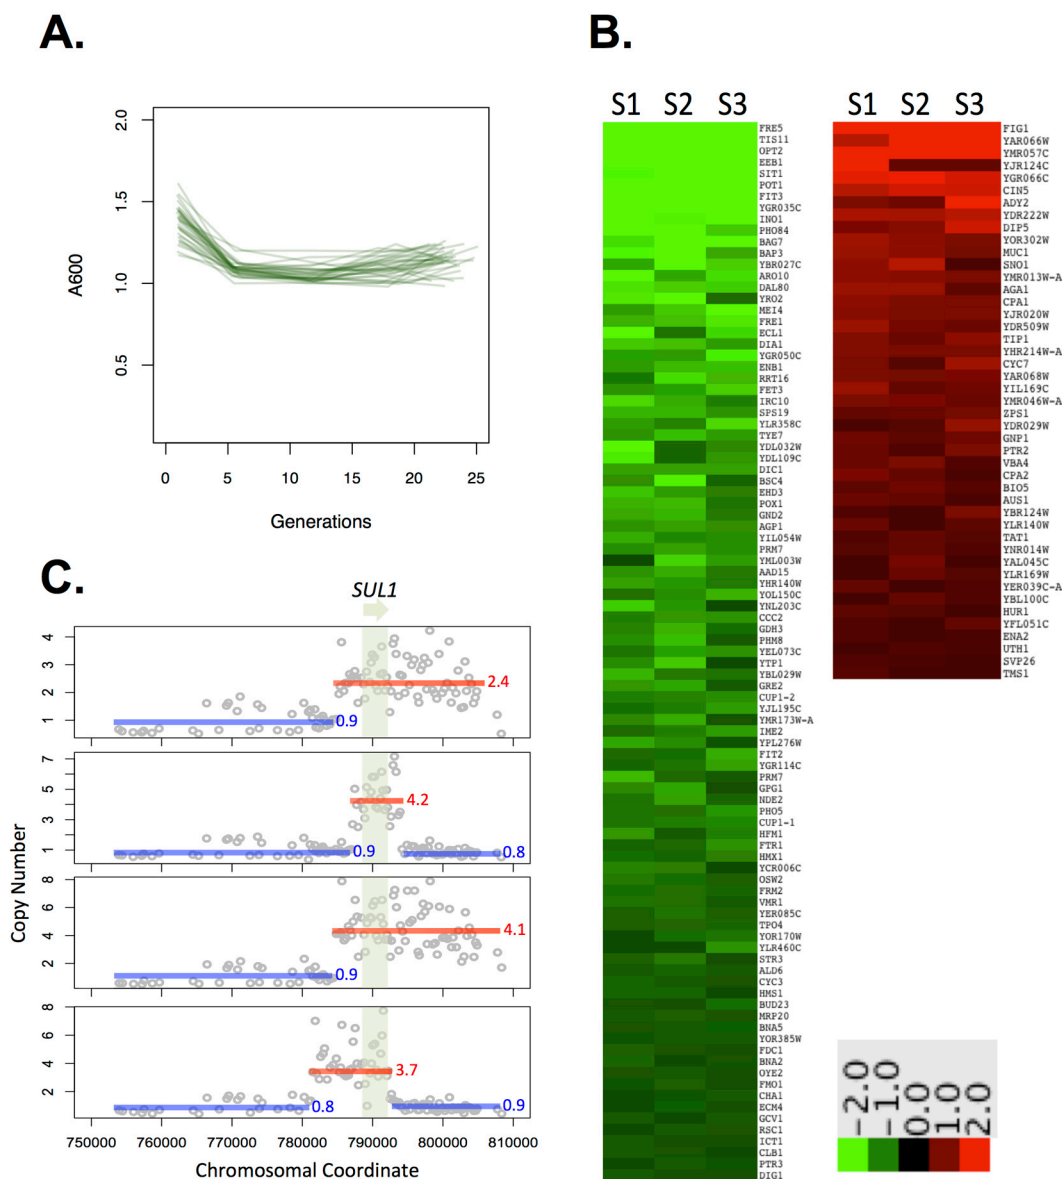 A.
B.
A600
2.0
1.5
1.0
0.5
0
5
10
15
20
25
Generations
S1 S2 S3
FRE5
TIS11
OPT2
EEB1
SIT1
POT1
FIT3
YGR035C
INO1
PHO84
BAG7
BAP3
YBR027C
ARO10
DAL80
YRO2
MEI4
FRE1
ECL1
DIA1
YGR050C
ENB1
RRT16
FET3
IRC10
SPS19
YLR358C
TYE7
YDL032W
YDL109C
DIC1
BSC4
EHD3
POX1
GND2
AGP1
YIL054W
PRM7
YML003W
AAD15
YHR140W
YOL150C
YNL203C
CCC2
GDH3
PHM8
YEL073C
YTP1
YBL029W
GRE2
CUP1-2
YJL195C
YMR173W-A
IME2
YPL276W
FIT2
YGR114C
PRM7
GPG1
NDE2
PHO5
CUP1-1
HFM1
FTR1
HMX1
YCR006C
OSW2
FRM2
VMR1
YER085C
TPO4
YOR170W
YLR460C
STR3
ALD6
CYC3
HMS1
BUD23
MRP20
BNA5
YOR385W
FDC1
BNA2
OYE2
FMO1
CHA1
ECM4
GCV1
RSC1
ICT1
CLB1
PTR3
DIG1
S1 S2 S3
FIG1
YAR066W
YMR057C
YJR124C
YGR066C
CIN5
ADY2
YDR222W
DIP5
YOR302W
MUC1
SNO1
YMR013W-A
AGA1
CPA1
YJR020W
YDR509W
TIP1
YHR214W-A
CYC7
YAR068W
YIL169C
YMR046W-A
ZPS1
YDR029W
GNP1
PTR2
VBA4
CPA2
BIO5
AUS1
YBR124W
YLR140W
TAT1
YNR014W
YAL045C
YLR169W
YER039C-A
YBL100C
HUR1
YFL051C
ENA2
UTH1
SVP26
TMS1
-2.0
-1.0
0.0
1.0
2.0
C.
SUL1
Copy Number
4
3
2
1
0.9
2.4
7
5
3
1
0.9
4.2
0.8
8
6
4
2
0.9
4.1
8
6
4
2
0.8
3.7
0.9
750000
760000
770000
780000
790000
800000
810000
Chromosomal Coordinate